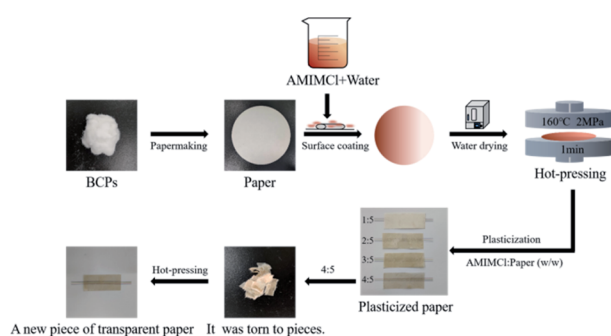 AMIMCl+Water
BCPs
Papermaking
Paper
Surface coating
Water drying
160℃ 2MPa
1min
Hot-pressing
Plasticization
AMIMCl:Paper (w/w)
1:5
2:5
3:5
4:5
Plasticized paper
4:5
It was torn to pieces.
Hot-pressing
A new piece of transparent paper